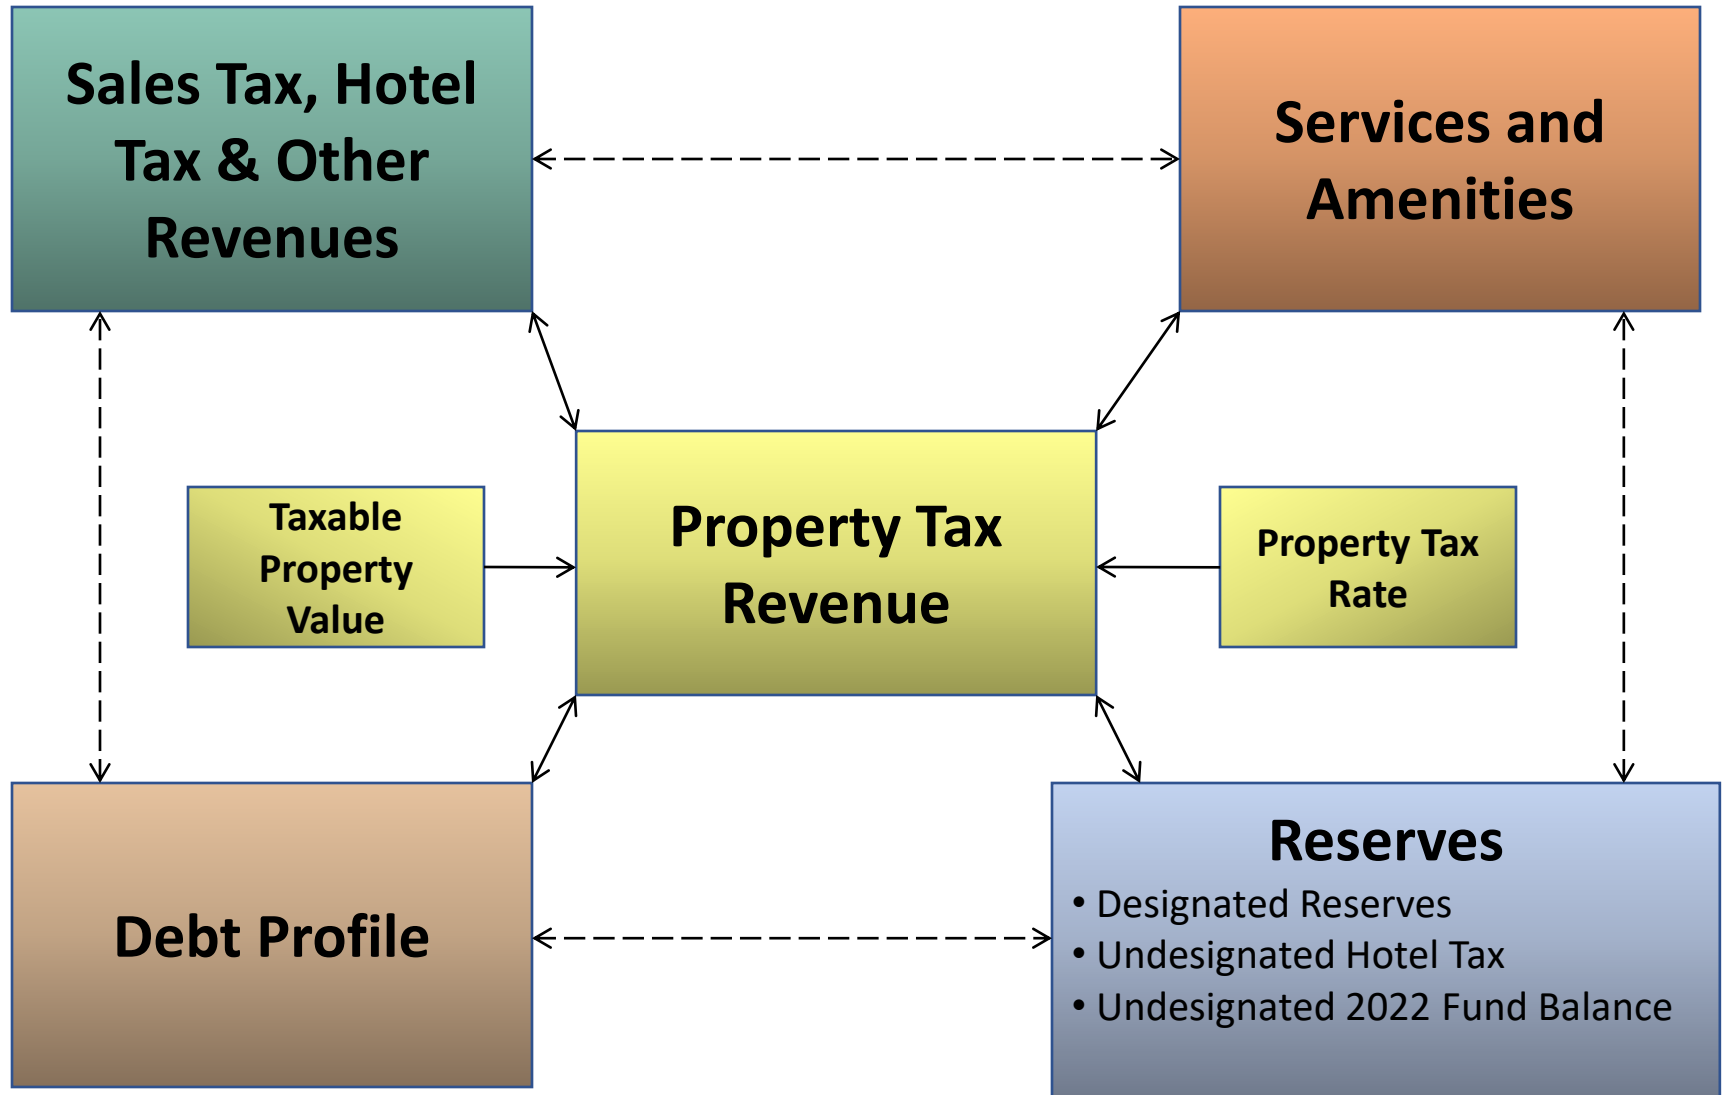 Sales Tax, Hotel
Tax & Other
Revenues
Services and
Amenities
Taxable
Property
Value
Property Tax
Revenue
Property Tax
Rate
Debt Profile
Reserves
• Designated Reserves
• Undesignated Hotel Tax
• Undesignated 2022 Fund Balance